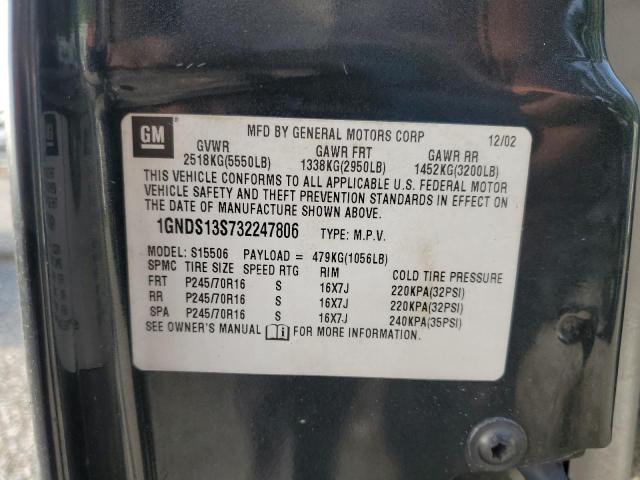 GM
MFD BY GENERAL MOTORS CORP 12/02
GVWR GAWR FRT GAWR RR
2518KG(5550LB) 1338KG(2950LB) 1452KG(3200LB)
THIS VEHICLE CONFORMS TO ALL APPLICABLE U.S. FEDERAL MOTOR
VEHICLE SAFETY AND THEFT PREVENTION STANDARDS IN EFFECT ON
THE DATE OF MANUFACTURE SHOWN ABOVE.
1GNDS13S732247806 TYPE: M.P.V.
MODEL: S15506 PAYLOAD = 479KG(1056LB)
SPMC TIRE SIZE SPEED RTG RIM COLD TIRE PRESSURE
FRT P245/70R16 S 16X7J 220KPA(32PSI)
RR P245/70R16 S 16X7J 220KPA(32PSI)
SPA P245/70R16 S 16X7J 240KPA(35PSI)
SEE OWNER'S MANUAL FOR MORE INFORMATION.